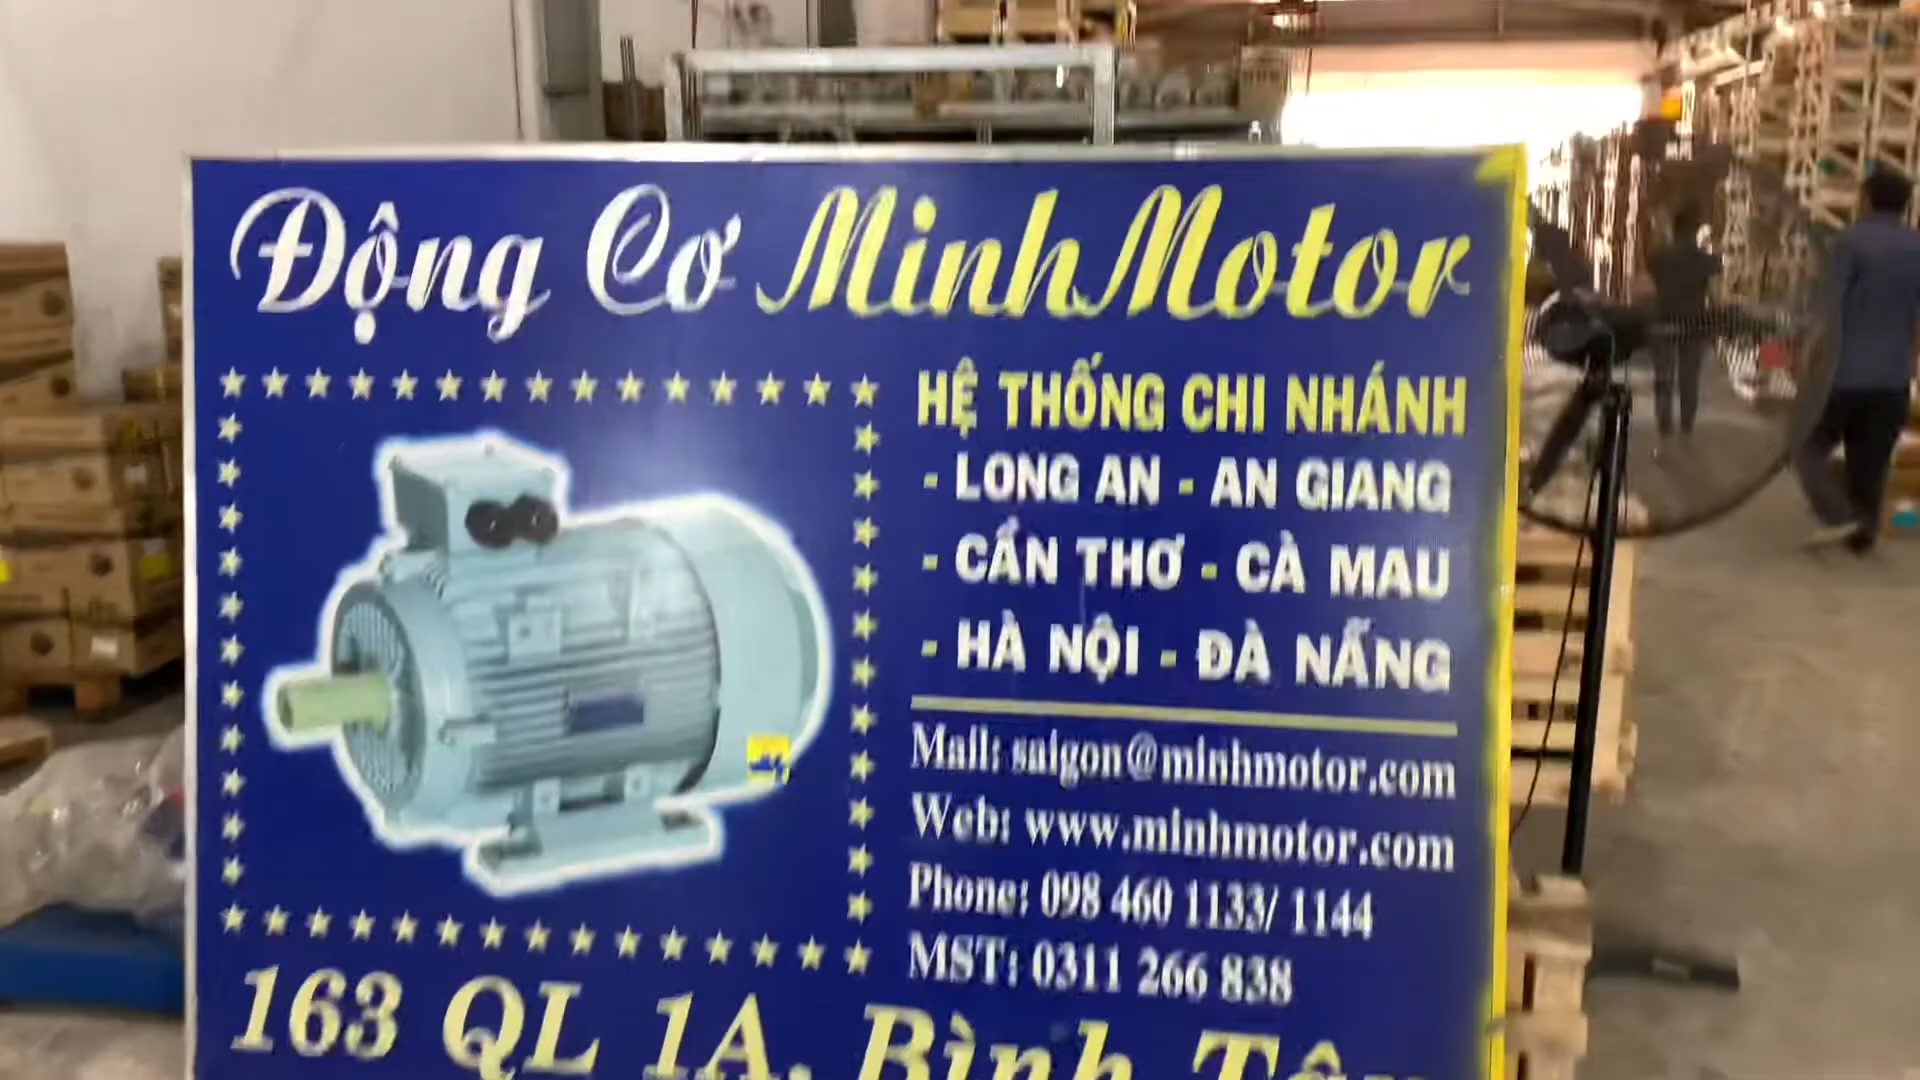 Động Cơ MinhMotor
HỆ THỐNG CHI NHÁNH
- LONG AN - AN GIANG
- CẦN THƠ - CÀ MAU
- HÀ NỘI - ĐÀ NẴNG
Mail: saigon@minhmotor.com
Web: www.minhmotor.com
Phone: 098 460 1133/ 1144
MST: 0311 266 838
163 QL 1A, Bình Tân